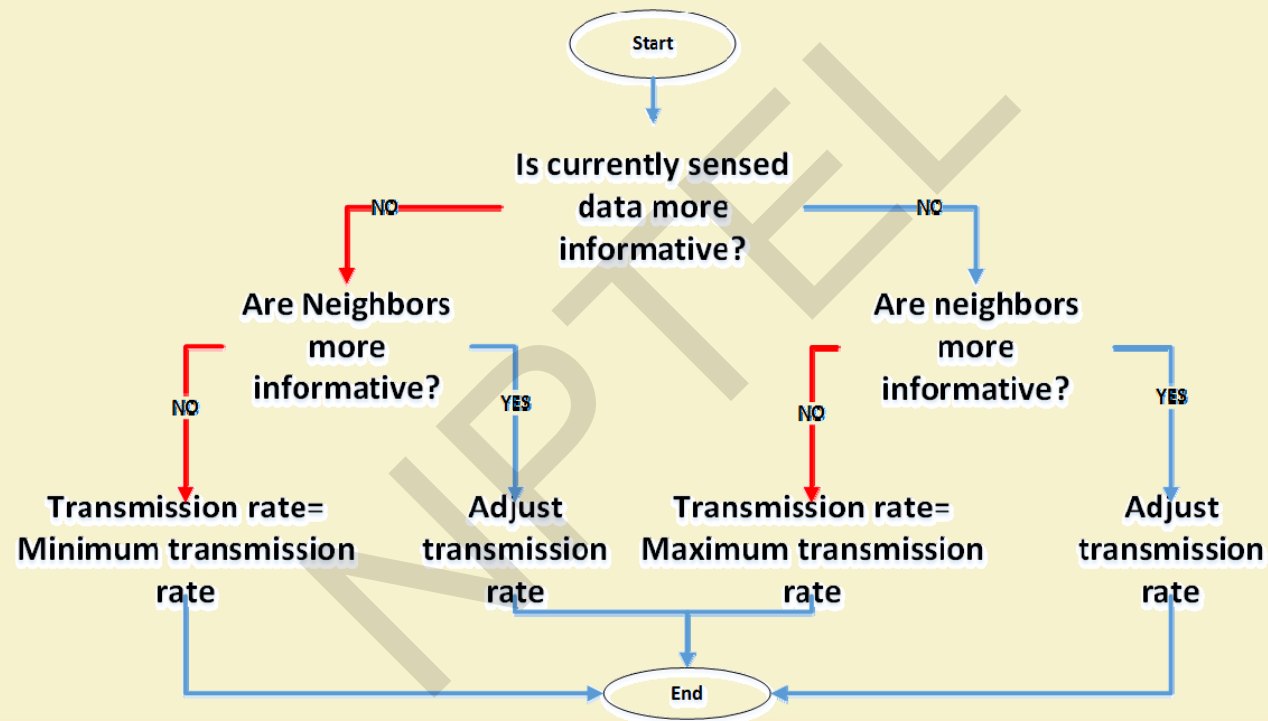 Start
Is currently sensed
data more
informative?
NO
NO
Are Neighbors
more
informative?
Are neighbors
more
informative?
NO
YES
NO
YES
Transmission rate=
Minimum transmission
rate
Adjust
transmission
rate
Transmission rate=
Maximum transmission
rate
Adjust
transmission
rate
End
NPTEL